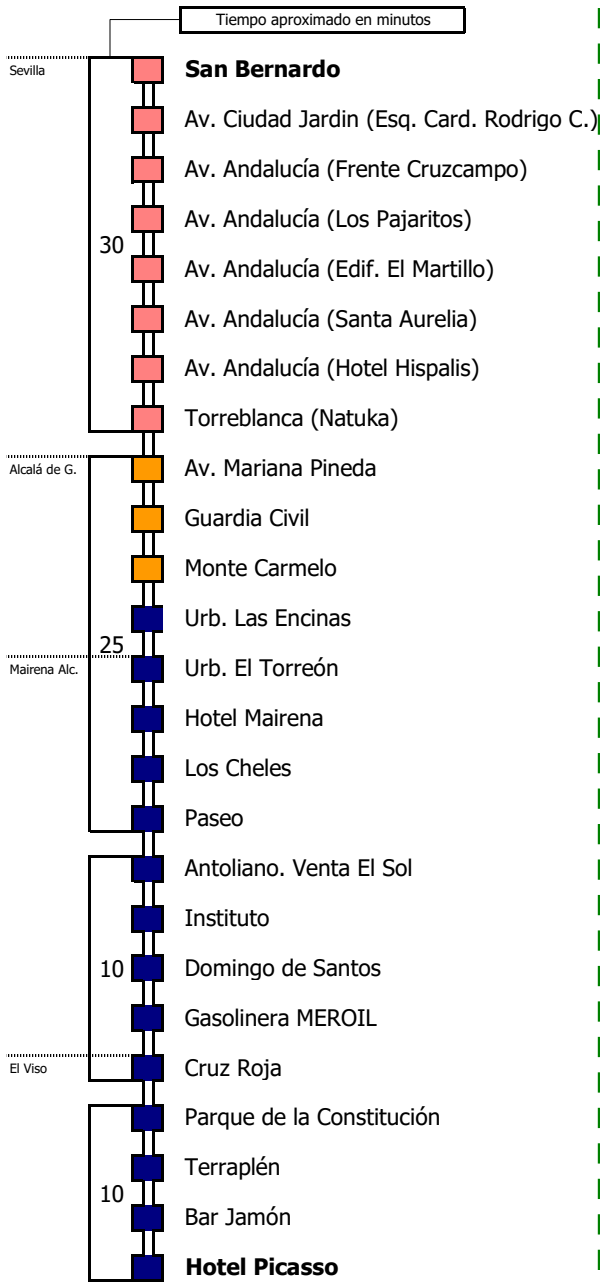 Tiempo aproximado en minutos
Sevilla
San Bernardo
Av. Ciudad Jardin (Esq. Card. Rodrigo C.)
Av. Andalucía (Frente Cruzcampo)
Av. Andalucía (Los Pajaritos)
30
Av. Andalucía (Edif. El Martillo)
Av. Andalucía (Santa Aurelia)
Av. Andalucía (Hotel Hispalis)
Torreblanca (Natuka)
Alcalá de G.
Av. Mariana Pineda
Guardia Civil
Monte Carmelo
Urb. Las Encinas
25
Mairena Alc.
Urb. El Torreón
Hotel Mairena
Los Cheles
Paseo
Antoliano. Venta El Sol
Instituto
10
Domingo de Santos
Gasolinera MEROIL
El Viso
Cruz Roja
Parque de la Constitución
Terraplén
10
Bar Jamón
Hotel Picasso